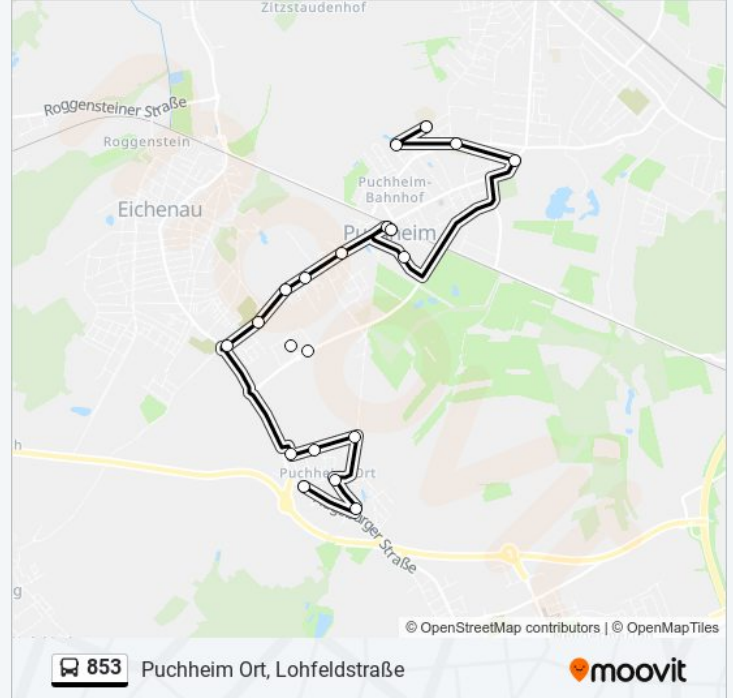 Zitzstaudenhof
Roggensteiner Straße
Roggenstein
Puchheim-
Bahnhof
Eichenau
Puchheim
h
Puchheim Ort
Straße
g
© OpenStreetMap contributors | © OpenMapTiles
853 Puchheim Ort, Lohfeldstraße
moovit